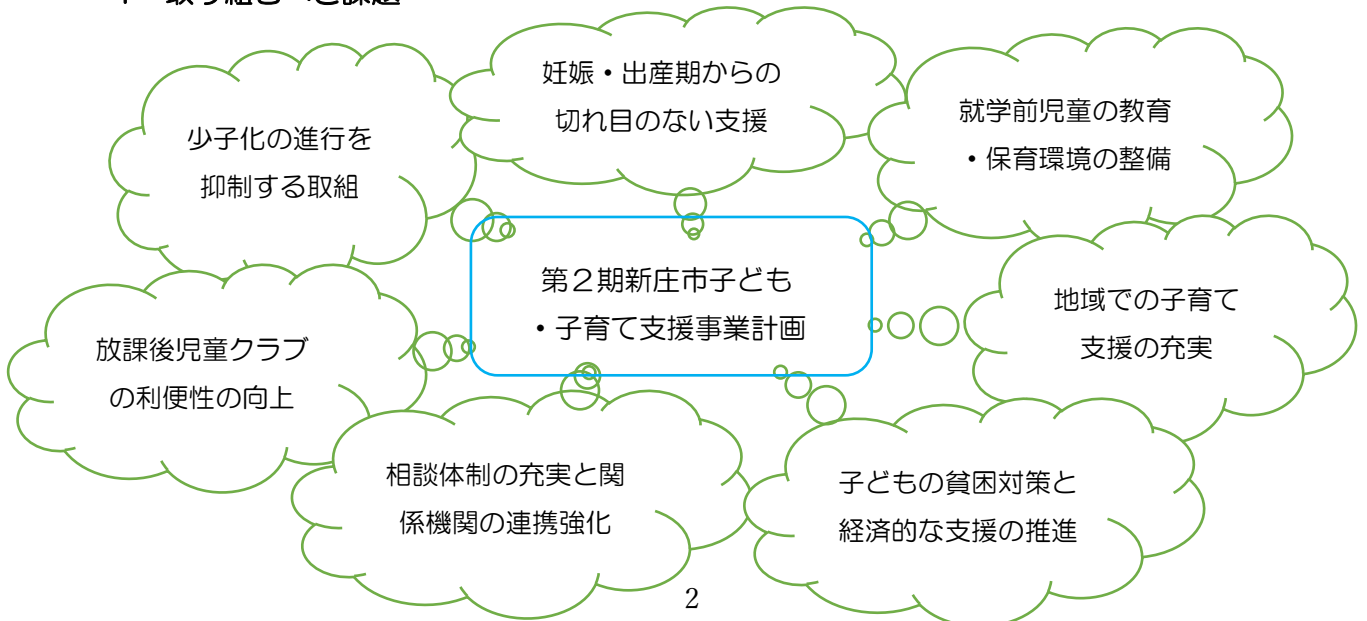 妊娠・出産期からの
切れ目のない支援
少子化の進行を
抑制する取組
就学前児童の教育
・保育環境の整備
第２期新庄市子ども
・子育て支援事業計画
地域での子育て
支援の充実
放課後児童クラブ
の利便性の向上
相談体制の充実と関
係機関の連携強化
子どもの貧困対策と
経済的な支援の推進
2